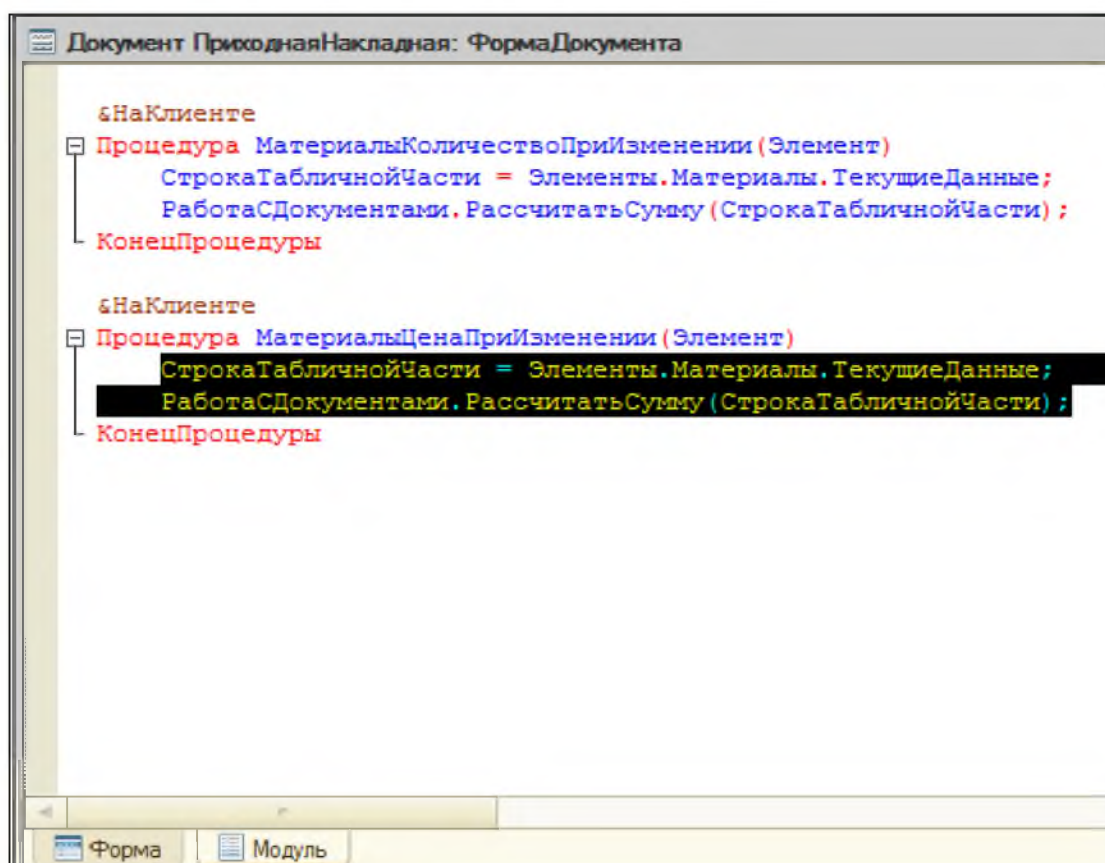 Документ ПриходнаяНакладная: ФормаДокумента
&НаКлиенте
Процедура МатериалыКоличествоПриИзменении(Элемент)
СтрокаТабличнойЧасти = Элементы.Материалы.ТекущиеДанные;
РаботаСДокументами.РассчитатьСумму(СтрокаТабличнойЧасти);
КонецПроцедуры
&НаКлиенте
Процедура МатериалыЦенаПриИзменении(Элемент)
СтрокаТабличнойЧасти = Элементы.Материалы.ТекущиеДанные;
РаботаСДокументами.РассчитатьСумму(СтрокаТабличнойЧасти);
КонецПроцедуры
Форма Модуль